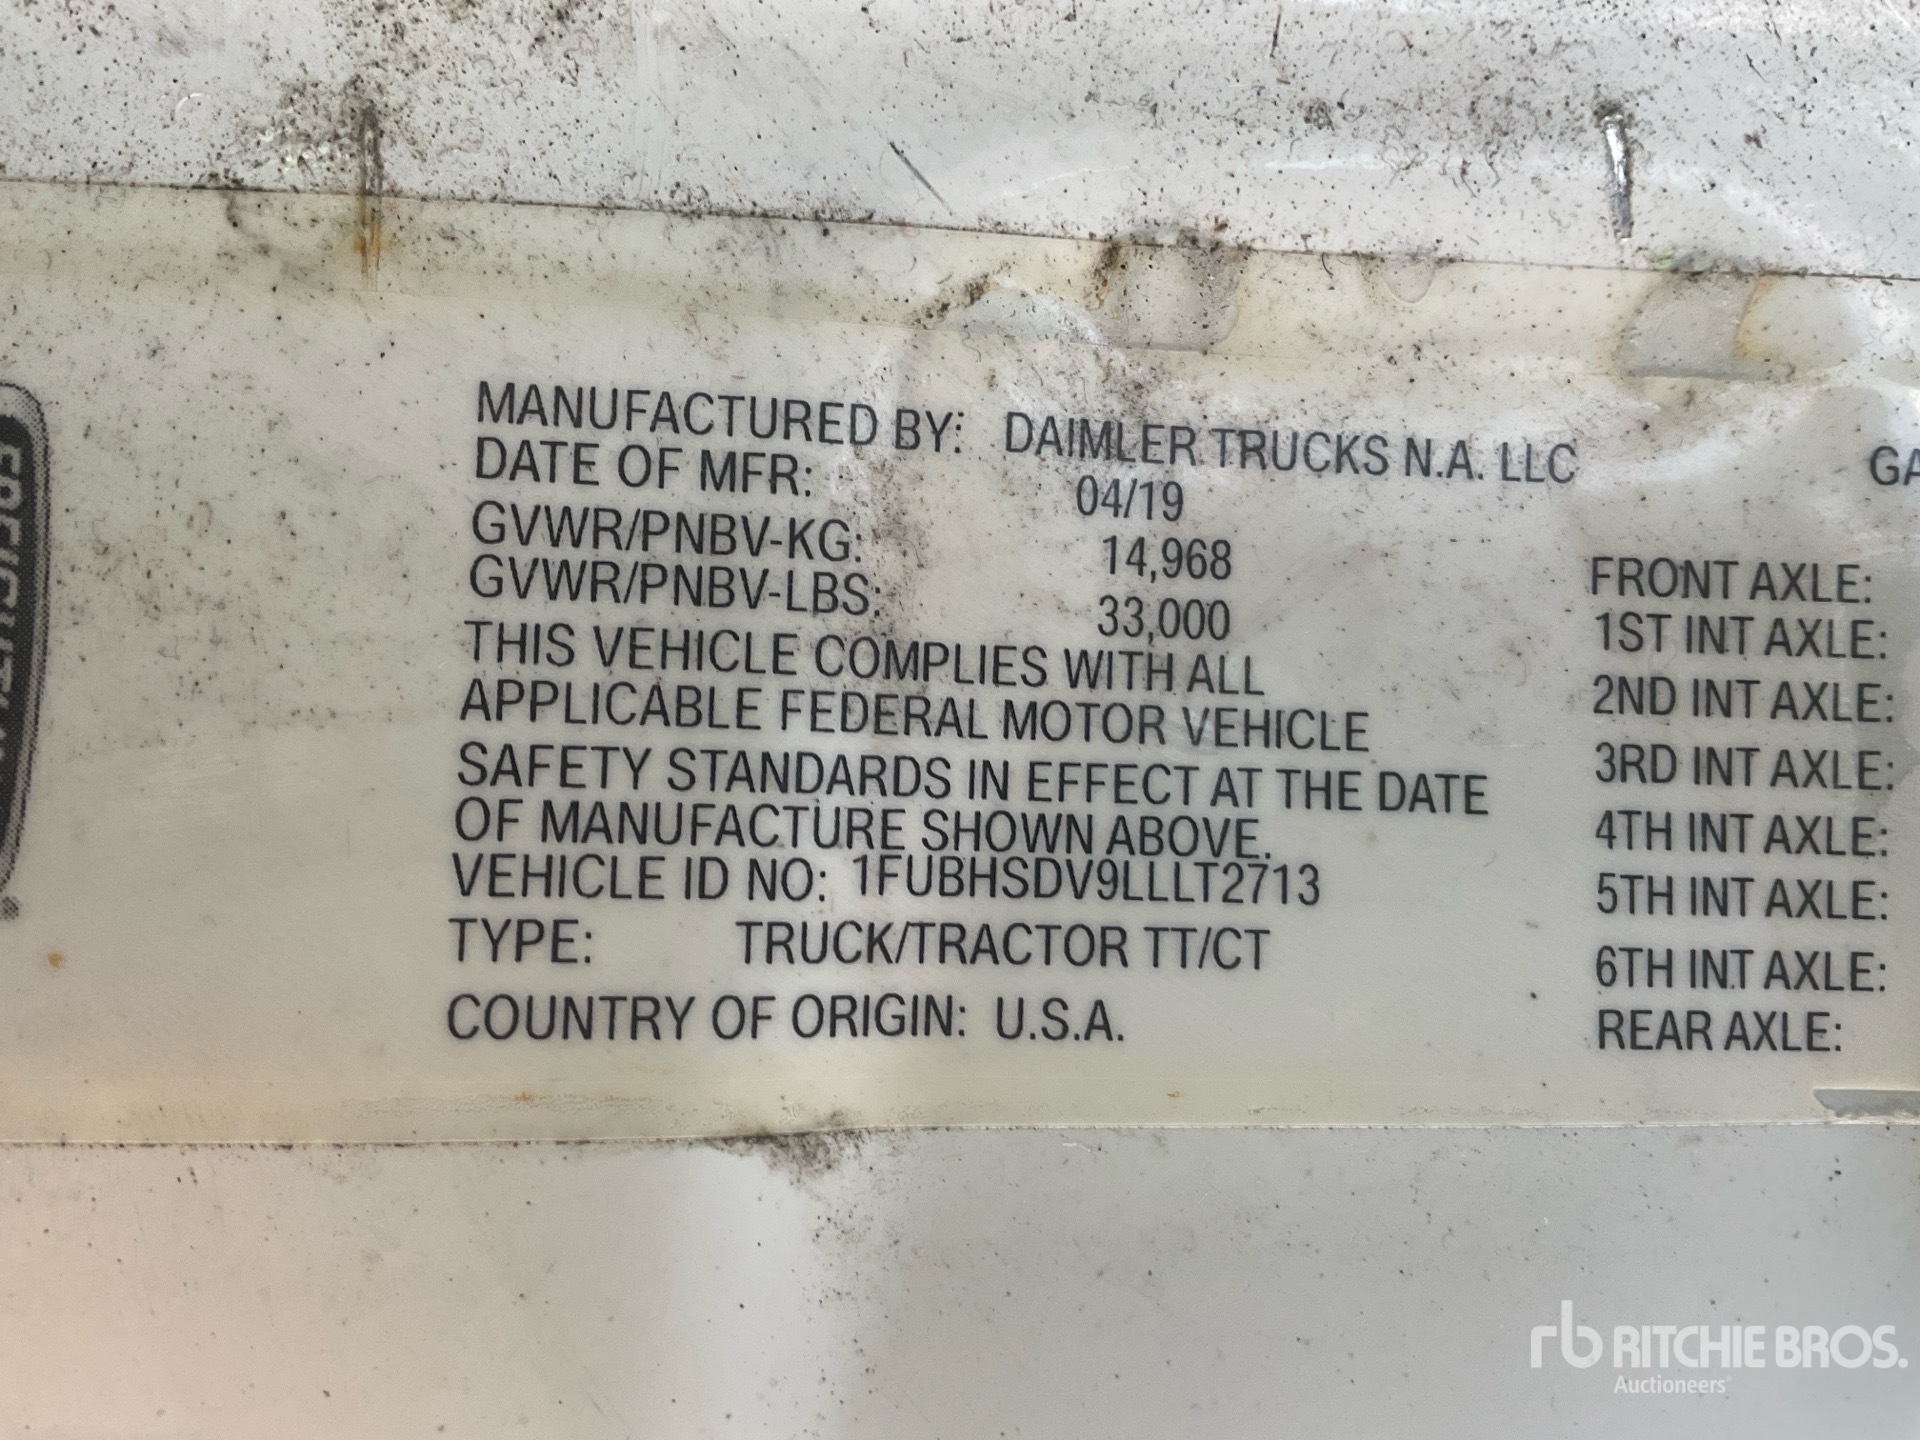 MANUFACTURED BY: DAIMLER TRUCKS N.A. LLC
DATE OF MFR: 04/19
GVWR/PNBV-KG: 14,968
GVWR/PNBV-LBS: 33,000
THIS VEHICLE COMPLIES WITH ALL
APPLICABLE FEDERAL MOTOR VEHICLE
SAFETY STANDARDS IN EFFECT AT THE DATE
OF MANUFACTURE SHOWN ABOVE.
VEHICLE ID NO: 1FUBHSDV9LLLT2713
TYPE: TRUCK/TRACTOR TT/CT
COUNTRY OF ORIGIN: U.S.A.
GA
FRONT AXLE:
1ST INT AXLE:
2ND INT AXLE:
3RD INT AXLE:
4TH INT AXLE:
5TH INT AXLE:
6TH INT AXLE:
REAR AXLE:
rb RITCHIE BROS.
Auctioneers